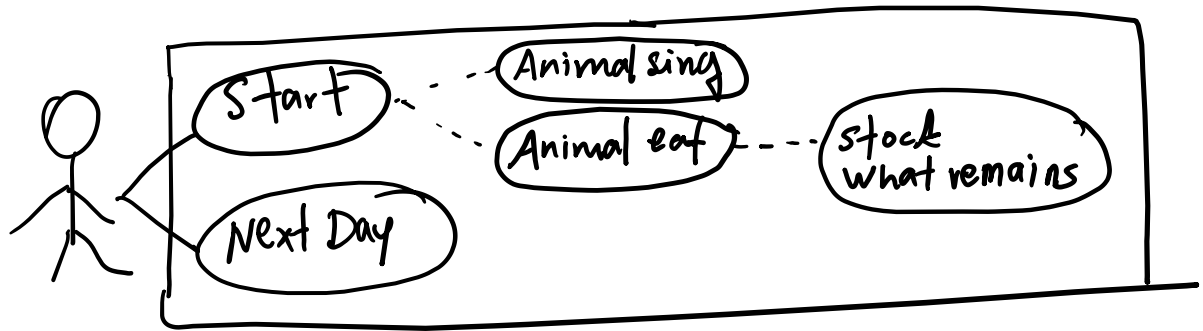 Start
Animal sing
Animal eat
stock
what remains
Next Day